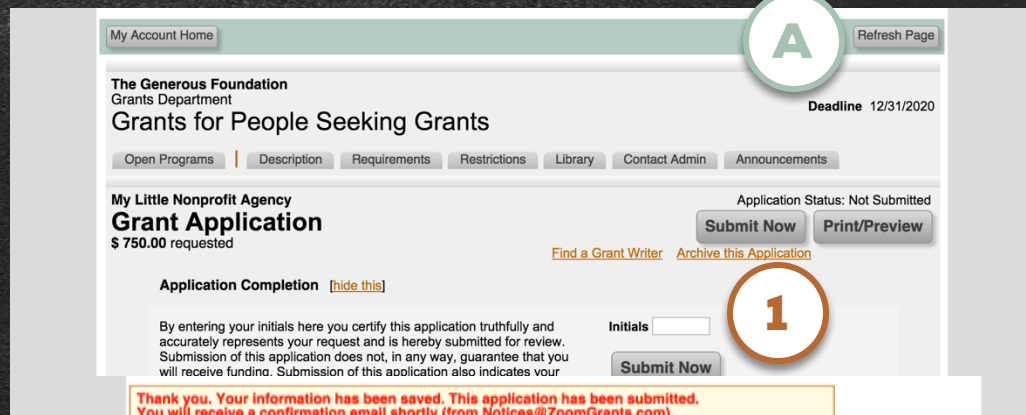 My Account Home
A
Refresh Page
The Generous Foundation
Grants Department
Deadline 12/31/2020
Grants for People Seeking Grants
Open Programs | Description Requirements Restrictions Library Contact Admin Announcements
My Little Nonprofit Agency
Application Status: Not Submitted
Grant Application
Submit Now Print/Preview
$ 750.00 requested
Find a Grant Writer Archive this Application
Application Completion [hide this]
1
By entering your initials here you certify this application truthfully and
Initials
accurately represents your request and is hereby submitted for review.
Submission of this application does not, in any way, guarantee that you
Submit Now
will receive funding. Submission of this application also indicates your
Thank you. Your information has been saved. This application has been submitted.
You will receive a confirmation email shortly (from Notices@ZoomGrants.com).